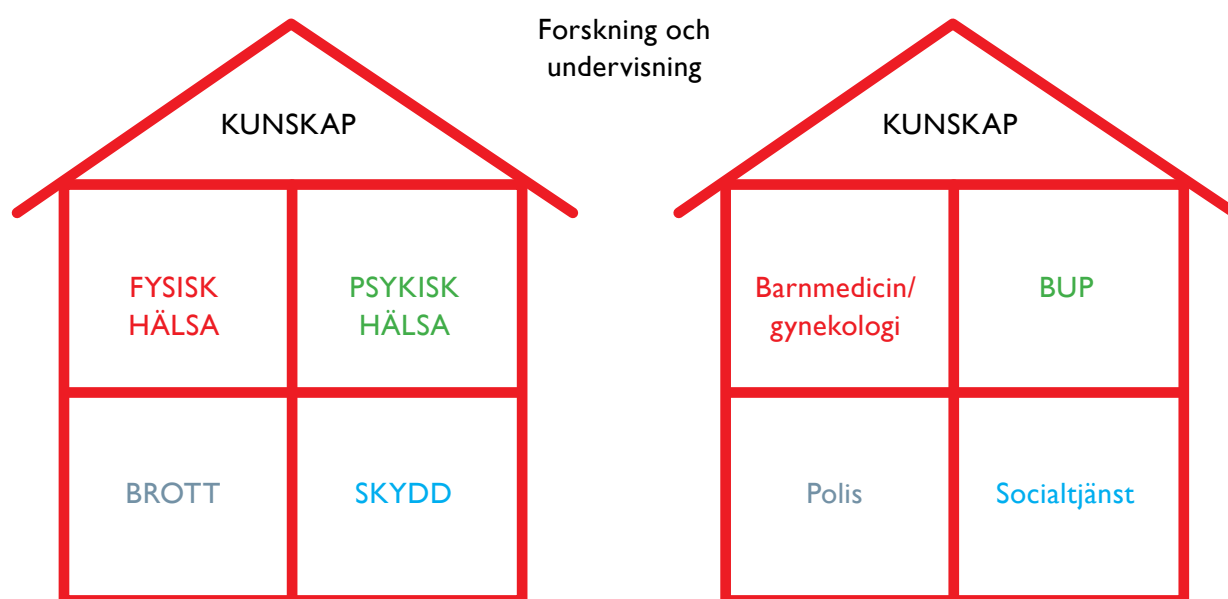 Forskning och
undervisning
KUNSKAP
FYSISK
HÄLSA
PSYKISK
HÄLSA
BROTT
SKYDD
KUNSKAP
Barnmedicin/
gynekologi
BUP
Polis
Socialtjänst